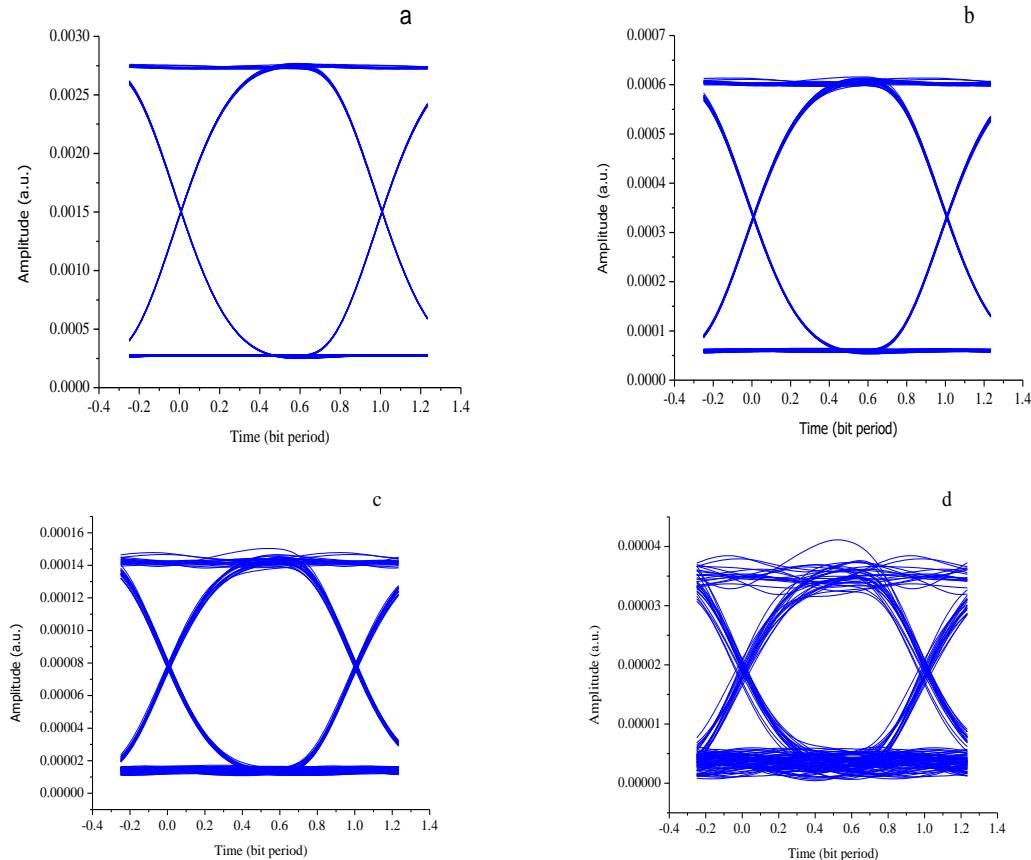 a
0.0030
0.0025
0.0020
0.0015
0.0010
0.0005
0.0000
Amplitude (a.u.)
-0.4 -0.2 0.0 0.2 0.4 0.6 0.8 1.0 1.2 1.4
Time (bit period)
b
0.0007
0.0006
0.0005
0.0004
0.0003
0.0002
0.0001
0.0000
Amplitude (a.u.)
-0.4 -0.2 0.0 0.2 0.4 0.6 0.8 1.0 1.2 1.4
Time (bit period)
c
0.00016
0.00014
0.00012
0.00010
0.00008
0.00006
0.00004
0.00002
0.00000
Amplitude (a.u.)
-0.4 -0.2 0.0 0.2 0.4 0.6 0.8 1.0 1.2 1.4
Time (bit period)
d
0.00004
0.00003
0.00002
0.00001
0.00000
Amplitude (a.u.)
-0.4 -0.2 0.0 0.2 0.4 0.6 0.8 1.0 1.2 1.4
Time (bit period)